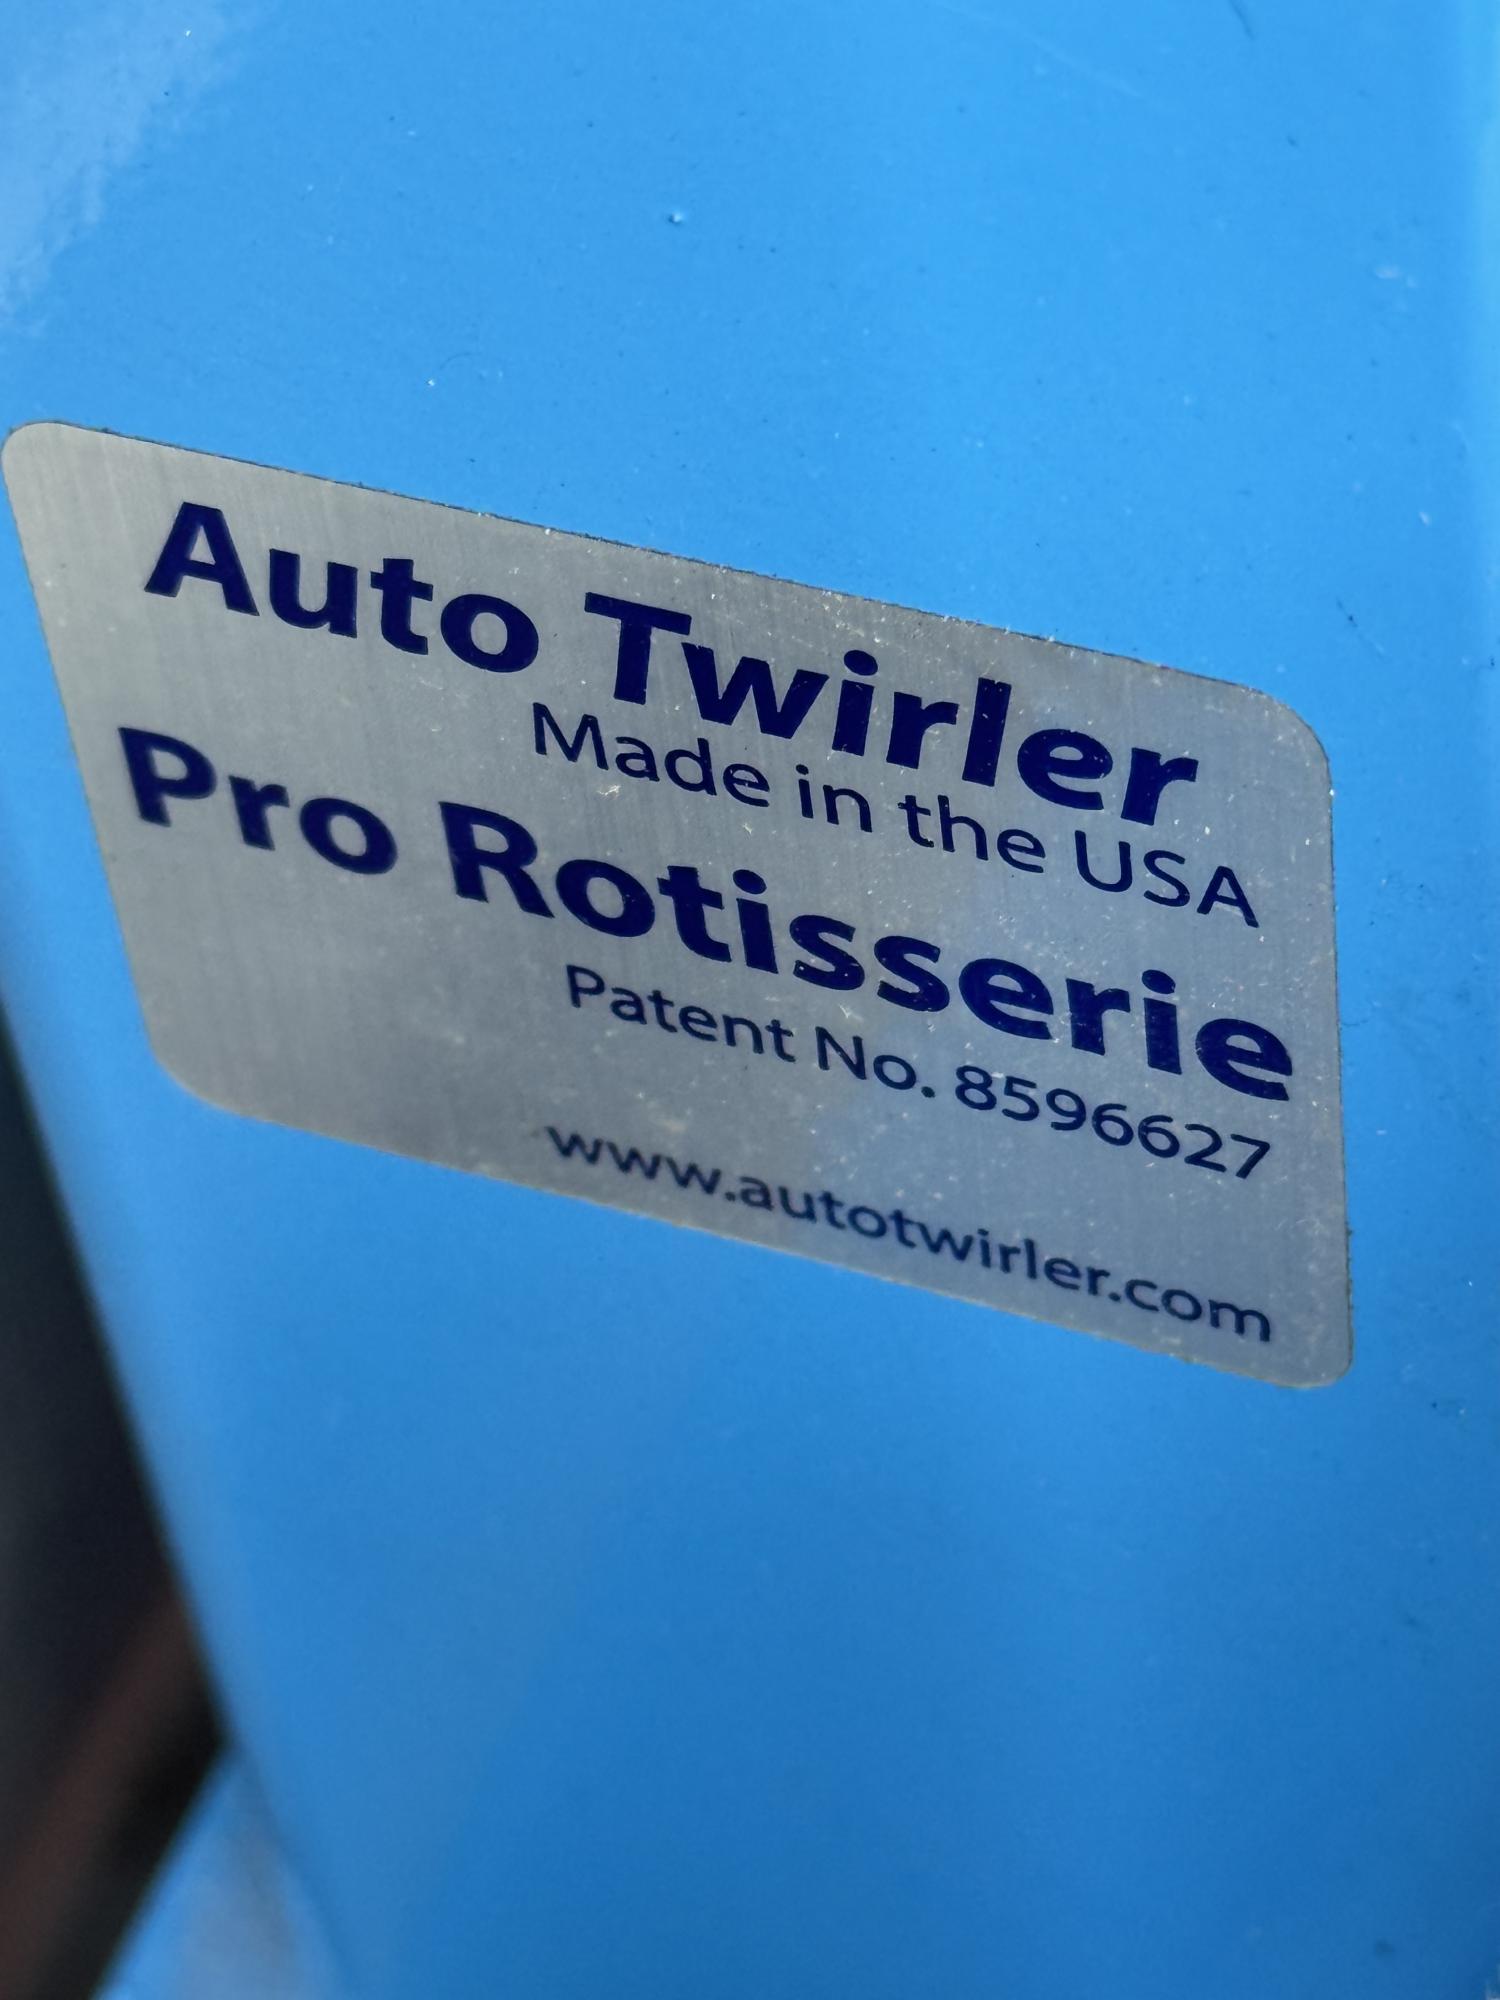 Auto Twirler
Made in the USA
Pro Rotisserie
Patent No. 8596627
www.autotwirler.com